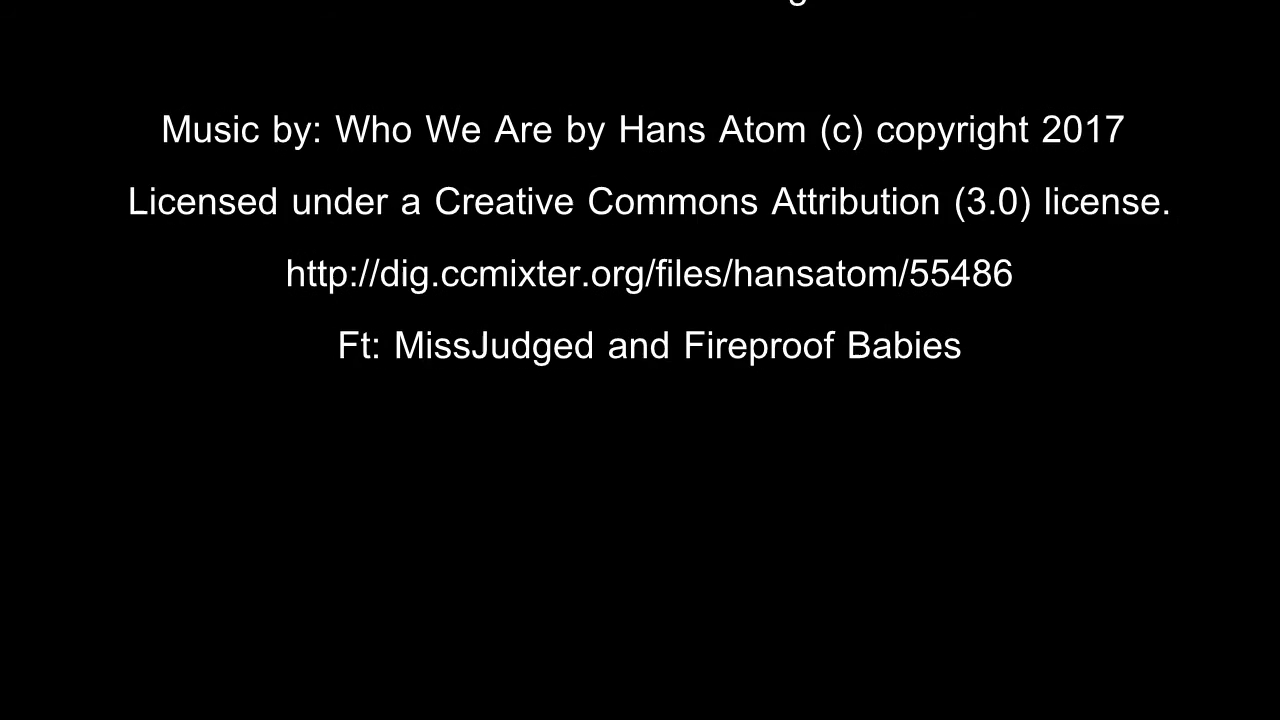 Music by: Who We Are by Hans Atom (c) copyright 2017
Licensed under a Creative Commons Attribution (3.0) license.
http://dig.ccmixter.org/files/hansatom/55486
Ft: MissJudged and Fireproof Babies